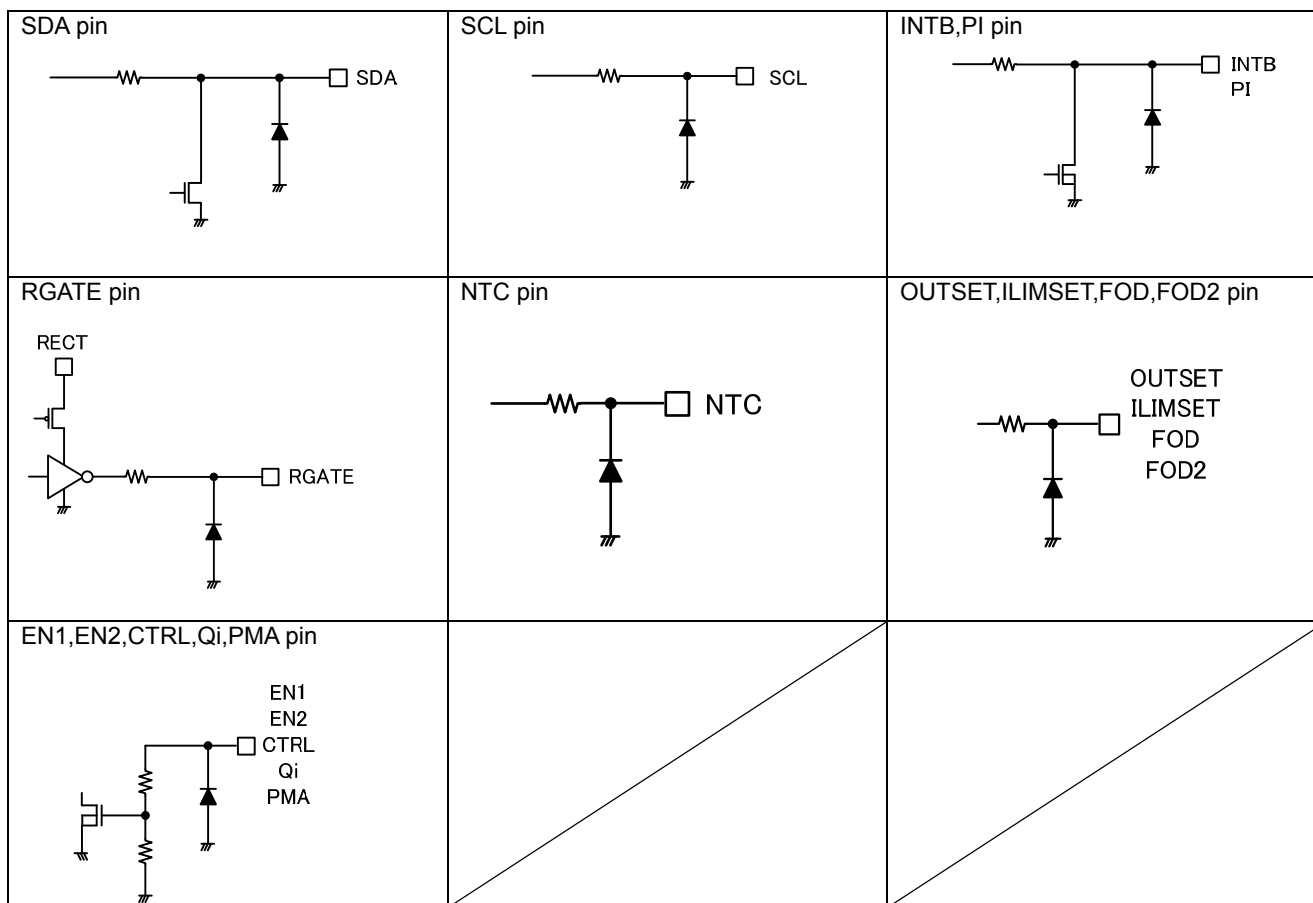 SDA pin
SDA
SCL pin
SCL
INTB,PI pin
INTB
PI
RGATE pin
RECT
RGATE
NTC pin
NTC
OUTSET,ILIMSET,FOD,FOD2 pin
OUTSET
ILIMSET
FOD
FOD2
EN1,EN2,CTRL,Qi,PMA pin
EN1
EN2
CTRL
Qi
PMA